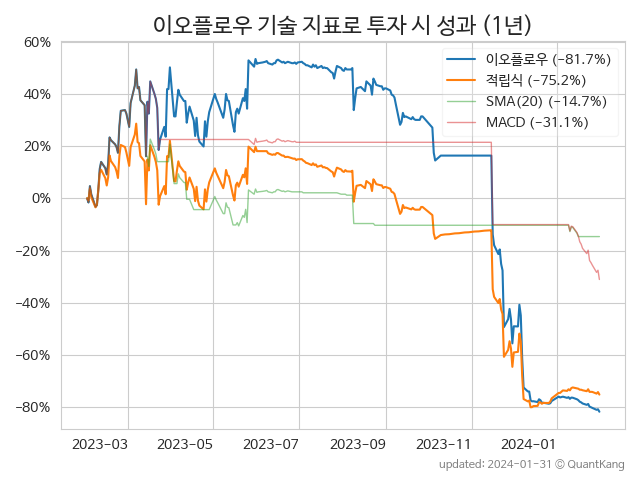 이오플로우 기술 지표로 투자 시 성과 (1년)
60%
40%
20%
0%
−20%
−40%
−60%
−80%
이오플로우 (−81.7%)
적립식 (−75.2%)
SMA(20) (−14.7%)
MACD (−31.1%)
2023-03 2023-05 2023-07 2023-09 2023-11 2024-01
updated: 2024-01-31 © QuantKang